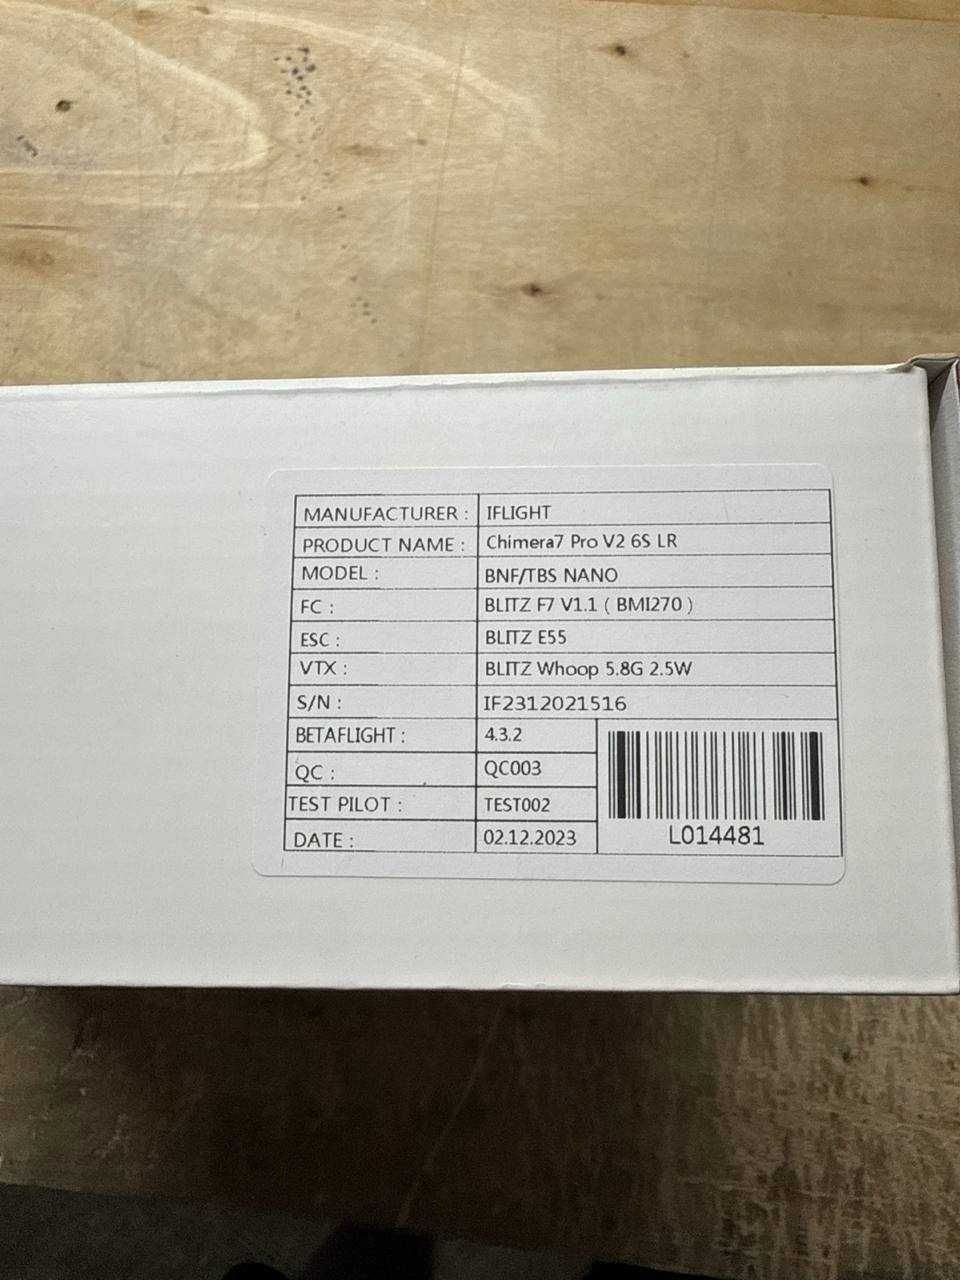 MANUFACTURER : IFLIGHT
PRODUCT NAME : Chimera7 Pro V2 6S LR
MODEL : BNF/TBS NANO
FC : BLITZ F7 V1.1 ( BMI270 )
ESC : BLITZ E55
VTX : BLITZ Whoop 5.8G 2.5W
S/N : IF2312021516
BETAFLIGHT : 4.3.2
QC : QC003
TEST PILOT : TEST002
DATE : 02.12.2023
L014481